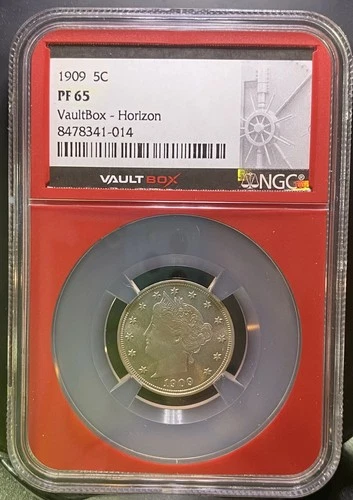 1909 5C
PF 65
VaultBox - Horizon
8478341-014
VAULT BOX
NGC®
1909